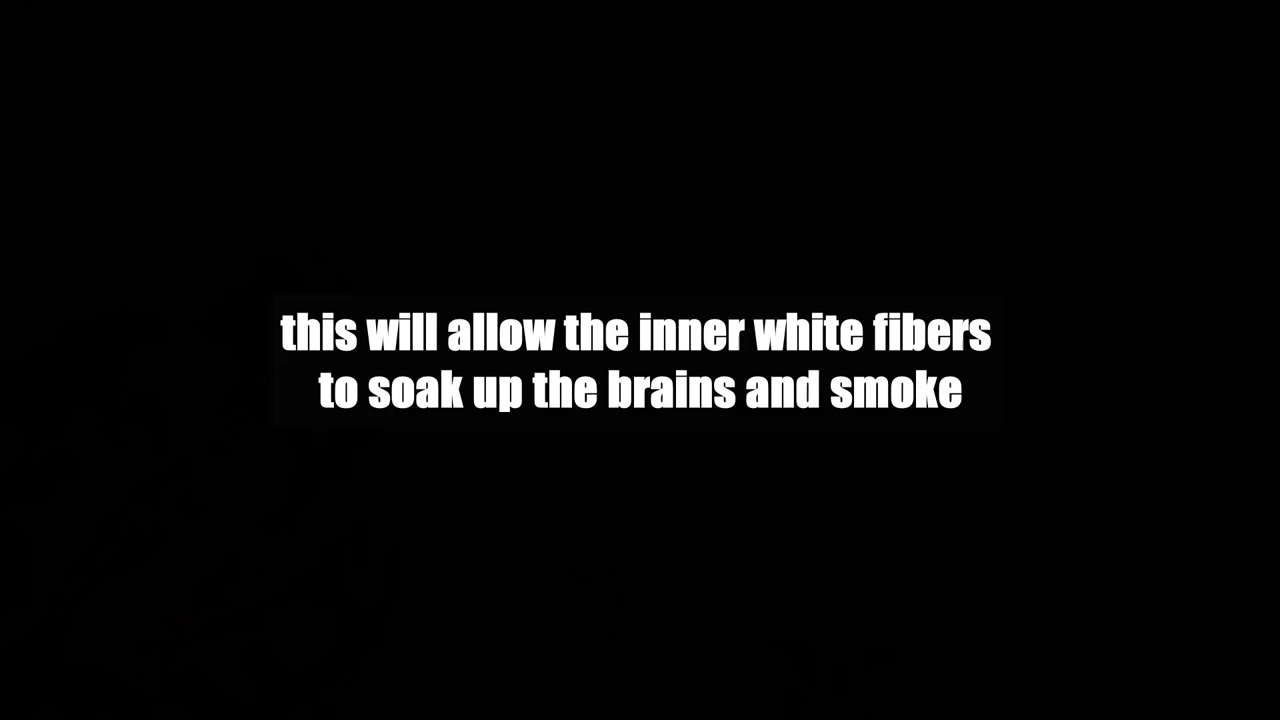 this will allow the inner white fibers
to soak up the brains and smoke